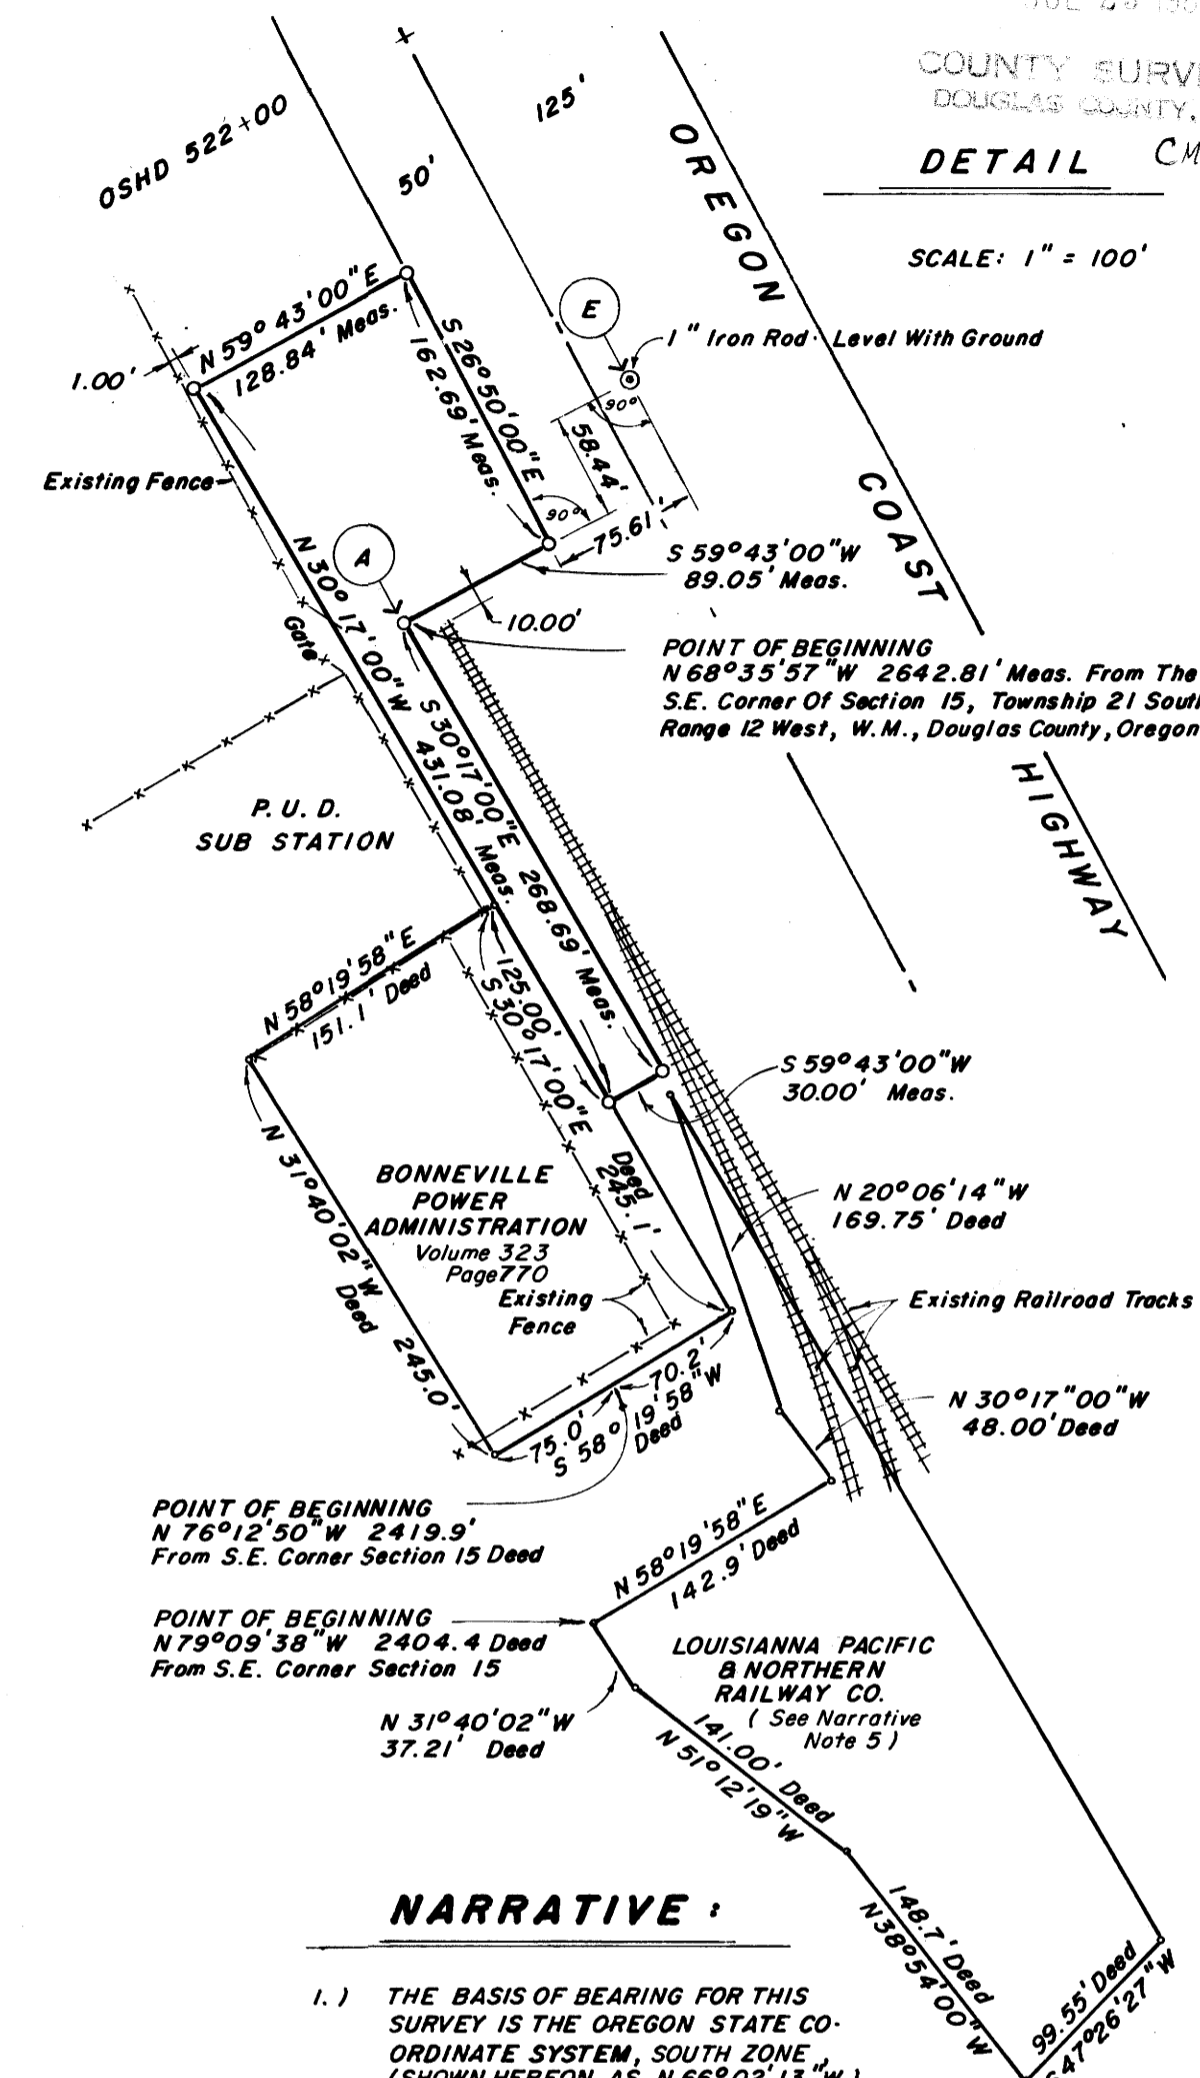 COUNTY SURV
DOUGLAS COUNTY,
CM
DETAIL
SCALE: 1" = 100'
OSHD 522+00
50'
125'
OREGON
COAST
HIGHWAY
N 59° 43'00"E
128.84' Meas.
1.00'
S 26°50'00"E
162.69' Meas.
E
1" Iron Rod - Level With Ground
90°
58.44'
90°
75.61'
Existing Fence
A
S 59°43'00"W
89.05' Meas.
10.00'
Gate
N 30° 17'00"W
431.08' Meas.
S 30°17'00"E 268.69' Meas.
POINT OF BEGINNING
N 68°35'57"W 2642.81' Meas. From The
S.E. Corner Of Section 15, Township 21 South
Range 12 West, W.M., Douglas County, Oregon
P. U. D.
SUB STATION
N 58°19'58"E
151.1' Deed
125.00'
S 30°17'00"E
Deed
245.1'
S 59°43'00"W
30.00' Meas.
N 31°40'02"W
Deed 245.0'
BONNEVILLE
POWER
ADMINISTRATION
Volume 323
Page 770
Existing
Fence
N 20°06'14"W
169.75' Deed
Existing Railroad Tracks
70.2'
75.0'
S 58°19'58"W
Deed
N 30°17"00"W
48.00' Deed
POINT OF BEGINNING
N 76°12'50"W 2419.9'
From S.E. Corner Section 15 Deed
N 58°19'58"E
142.9' Deed
POINT OF BEGINNING
N 79°09'38"W 2404.4 Deed
From S.E. Corner Section 15
LOUISIANNA PACIFIC
& NORTHERN
RAILWAY CO.
( See Narrative
Note 5 )
N 31°40'02"W
37.21' Deed
141.00' Deed
N 51°12'19"W
148.7' Deed
N 38°54'00"W
99.55' Deed
S 47°26'27"W
NARRATIVE :
1. ) THE BASIS OF BEARING FOR THIS
SURVEY IS THE OREGON STATE CO-
ORDINATE SYSTEM, SOUTH ZONE,
(SHOWN HEREON AS N 66°02'13"W )